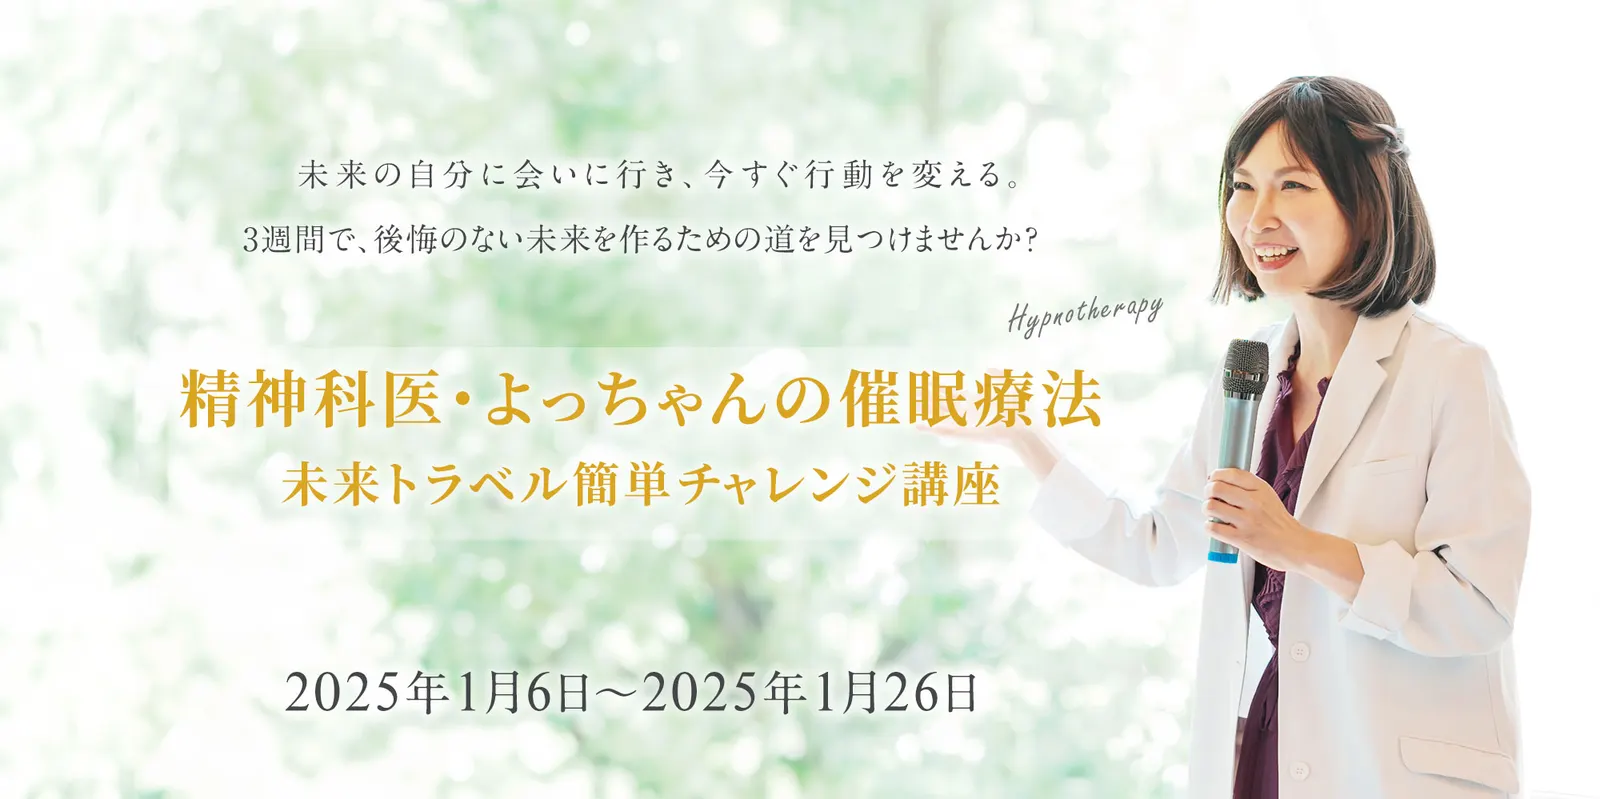 未来の自分に会いに行き、今すぐ行動を変える。
3週間で、後悔のない未来を作るための道を見つけませんか?
Hypnotherapy
精神科医・よっちゃんの催眠療法
未来トラベル簡単チャレンジ講座
2025年1月6日〜2025年1月26日